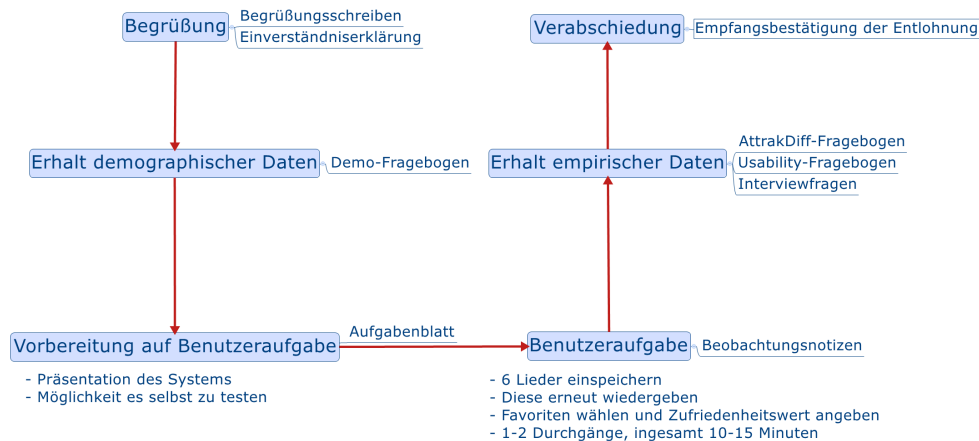 Begrüßung
Begrüßungsschreiben
Einverständniserklärung
Erhalt demographischer Daten
Demo-Fragebogen
Vorbereitung auf Benutzeraufgabe
Aufgabenblatt
- Präsentation des Systems
- Möglichkeit es selbst zu testen
Benutzeraufgabe
Beobachtungsnotizen
- 6 Lieder einspeichern
- Diese erneut wiedergeben
- Favoriten wählen und Zufriedenheitswert angeben
- 1-2 Durchgänge, ingesamt 10-15 Minuten
Erhalt empirischer Daten
AttrakDiff-Fragebogen
Usability-Fragebogen
Interviewfragen
Verabschiedung
Empfangsbestätigung der Entlohnung